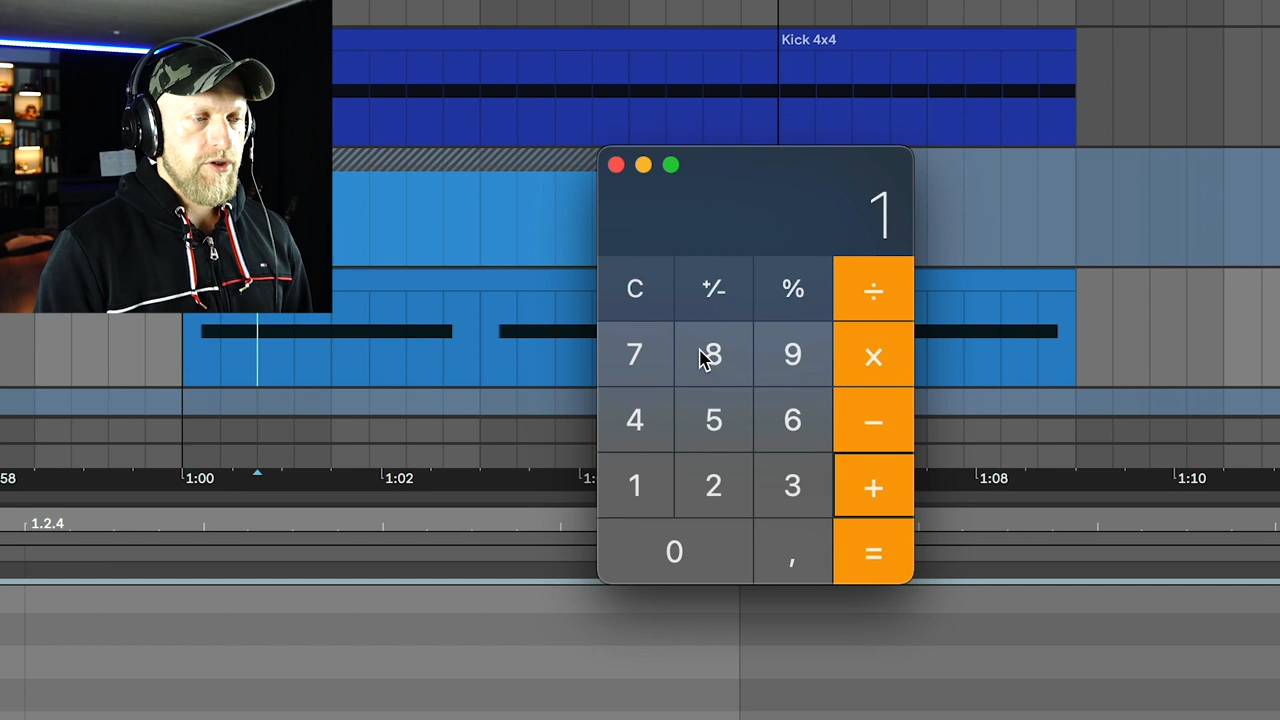 Kick 4x4
1
C +/- % ÷
7 8 9 ×
4 5 6 −
1:00 1:02 1: 1:08 1:10
58
1 2 3 +
1.2.4
0 , =